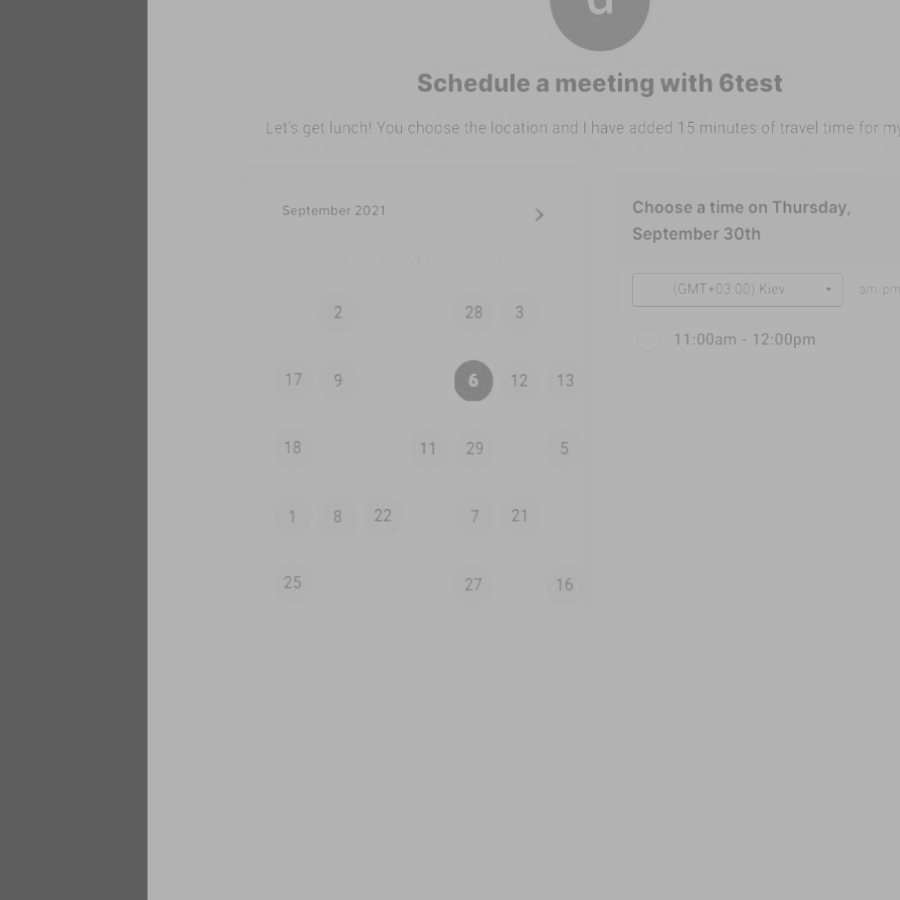 d
Schedule a meeting with 6test
Let's get lunch! You choose the location and I have added 15 minutes of travel time for my
September 2021
Choose a time on Thursday,
September 30th
(GMT+03:00) Kiev
am/pm
11:00am - 12:00pm
2 28 3
17 9 6 12 13
18 11 29 5
1 8 22 7 21
25 27 16